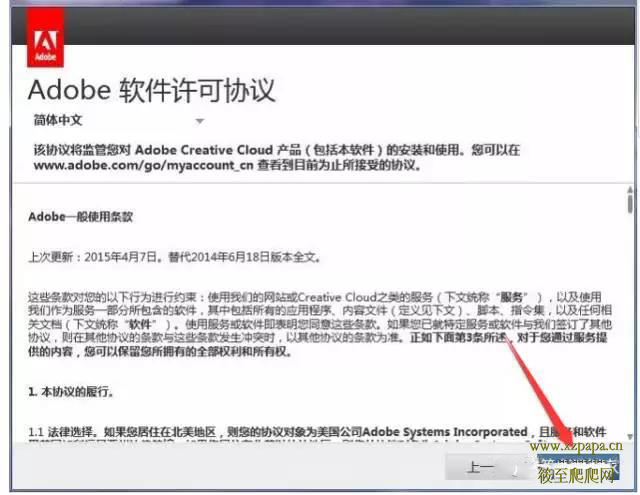 Adobe
Adobe 软件许可协议
简体中文
该协议将监管您对 Adobe Creative Cloud 产品（包括本软件）的安装和使用。您可以在
www.adobe.com/go/myaccount_cn 查看到目前为止所接受的协议。
Adobe一般使用条款
上次更新：2015年4月7日。替代2014年6月18日版本全文。
这些条款对您的以下行为进行约束：使用我们的网站或Creative Cloud之类的服务（下文统称“服务”），以及使用
我们作为服务一部分所包含的软件，其中包括所有的应用程序、内容文件（定义见下文）、脚本、指令集，以及任何相
关文档（下文统称“软件”）。使用服务或软件即表明您同意这些条款。如果您已就特定服务或软件与我们签订了其他
协议，则在其他协议的条款与这些条款发生冲突时，以其他协议的条款为准。正如下面第3条所述，对于您通过服务提
供的内容，您可以保留您所拥有的全部权利和所有权。
1. 本协议的履行。
1.1 法律选择。如果您居住在北美地区，则您的协议对象为美国公司Adobe Systems Incorporated，且服务和软件
www.xzpapa.cn
上一
筱至爬爬网